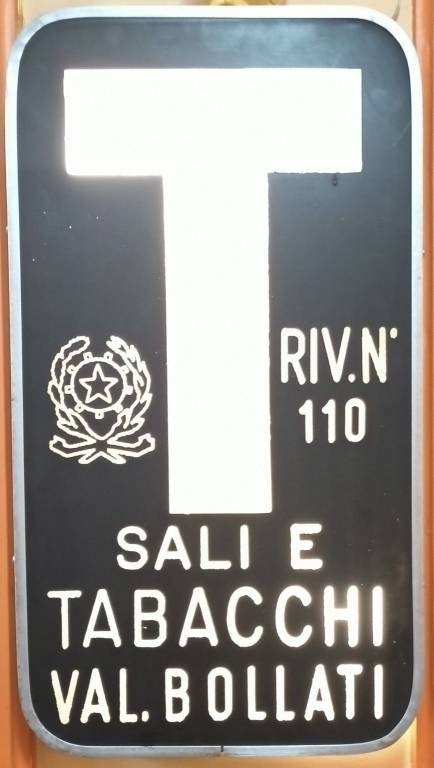 T
RIV.N°
110
SALI E
TABACCHI
VAL.BOLLATI